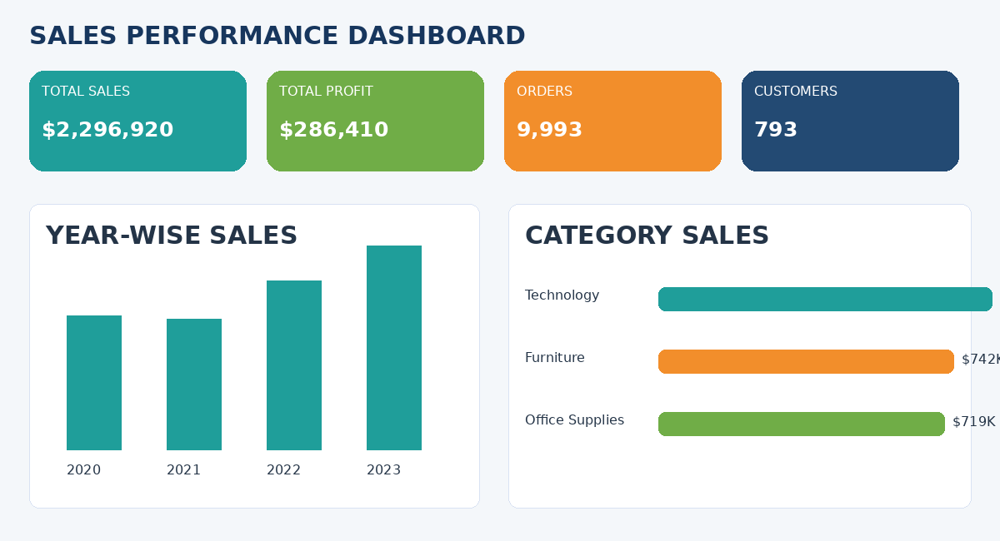 SALES PERFORMANCE DASHBOARD
TOTAL SALES
$2,296,920
TOTAL PROFIT
$286,410
ORDERS
9,993
CUSTOMERS
793
YEAR-WISE SALES
2020
2021
2022
2023
CATEGORY SALES
Technology
Furniture
$742K
Office Supplies
$719K